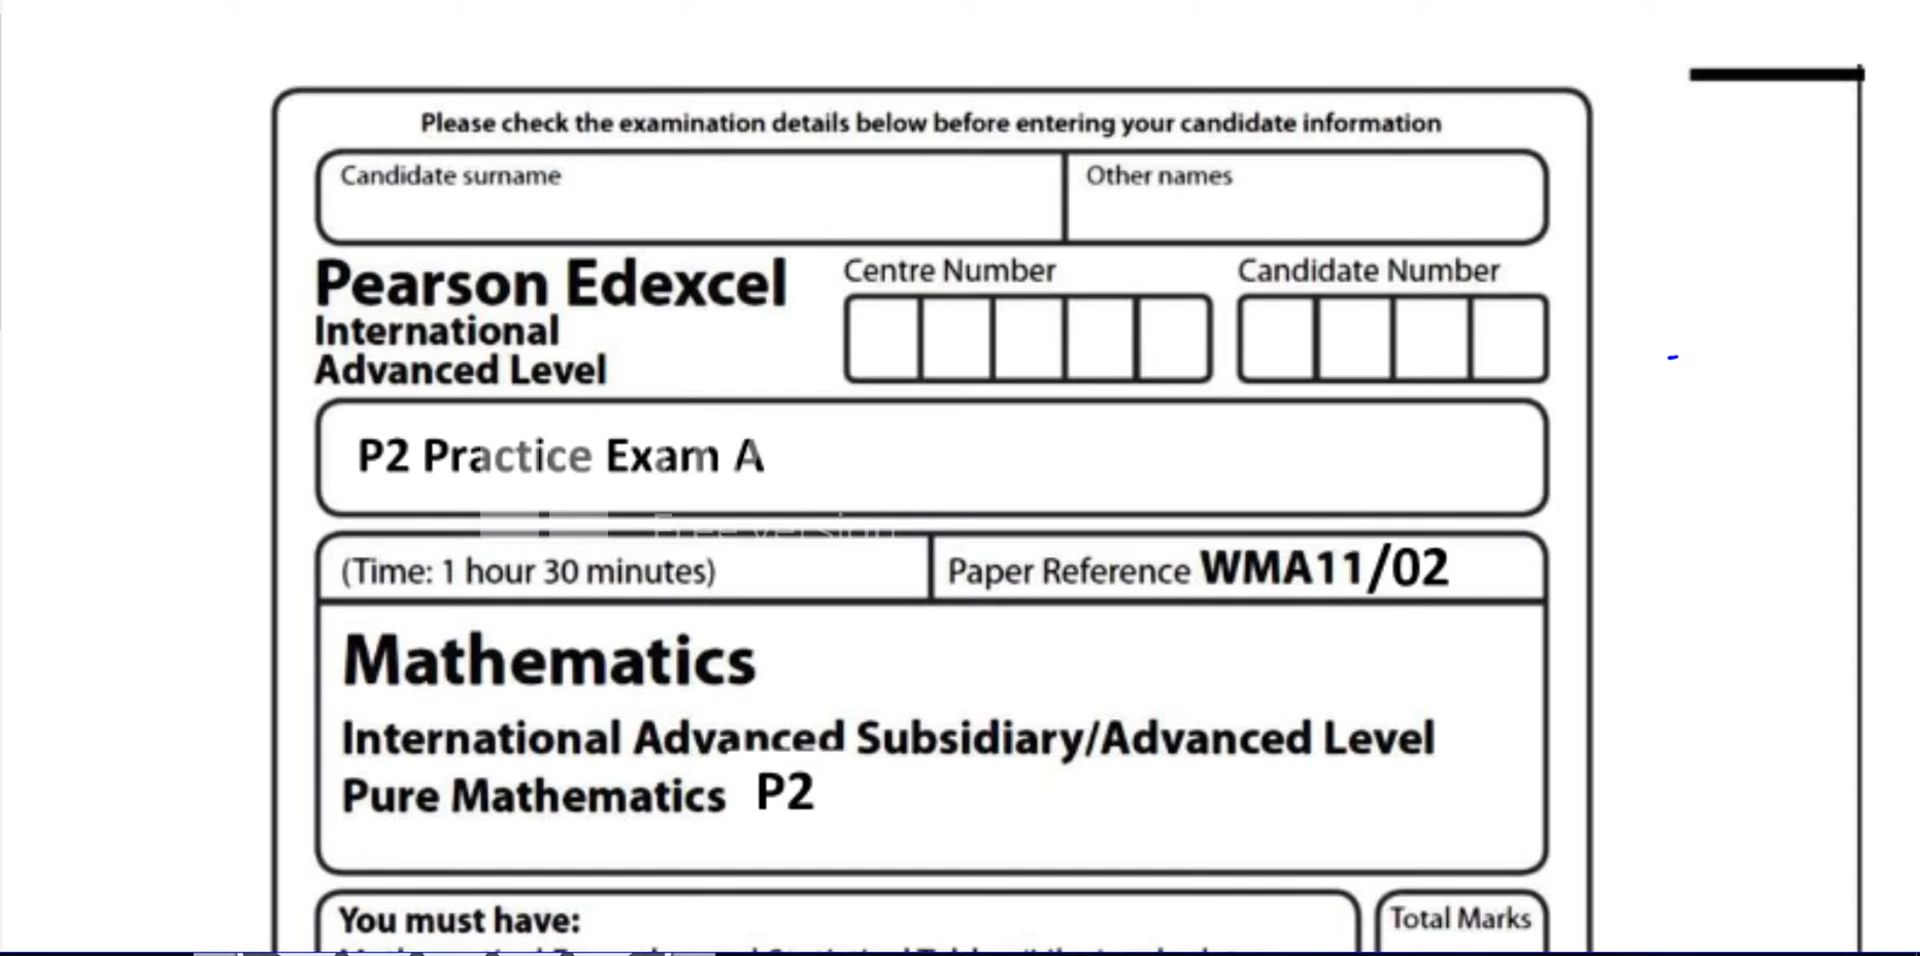 Please check the examination details below before entering your candidate information
Candidate surname
Other names
Pearson Edexcel
International
Advanced Level
Centre Number
Candidate Number
P2 Practice Exam A
Free version
(Time: 1 hour 30 minutes)
Paper Reference WMA11/02
Mathematics
International Advanced Subsidiary/Advanced Level
Pure Mathematics P2
You must have:
Total Marks